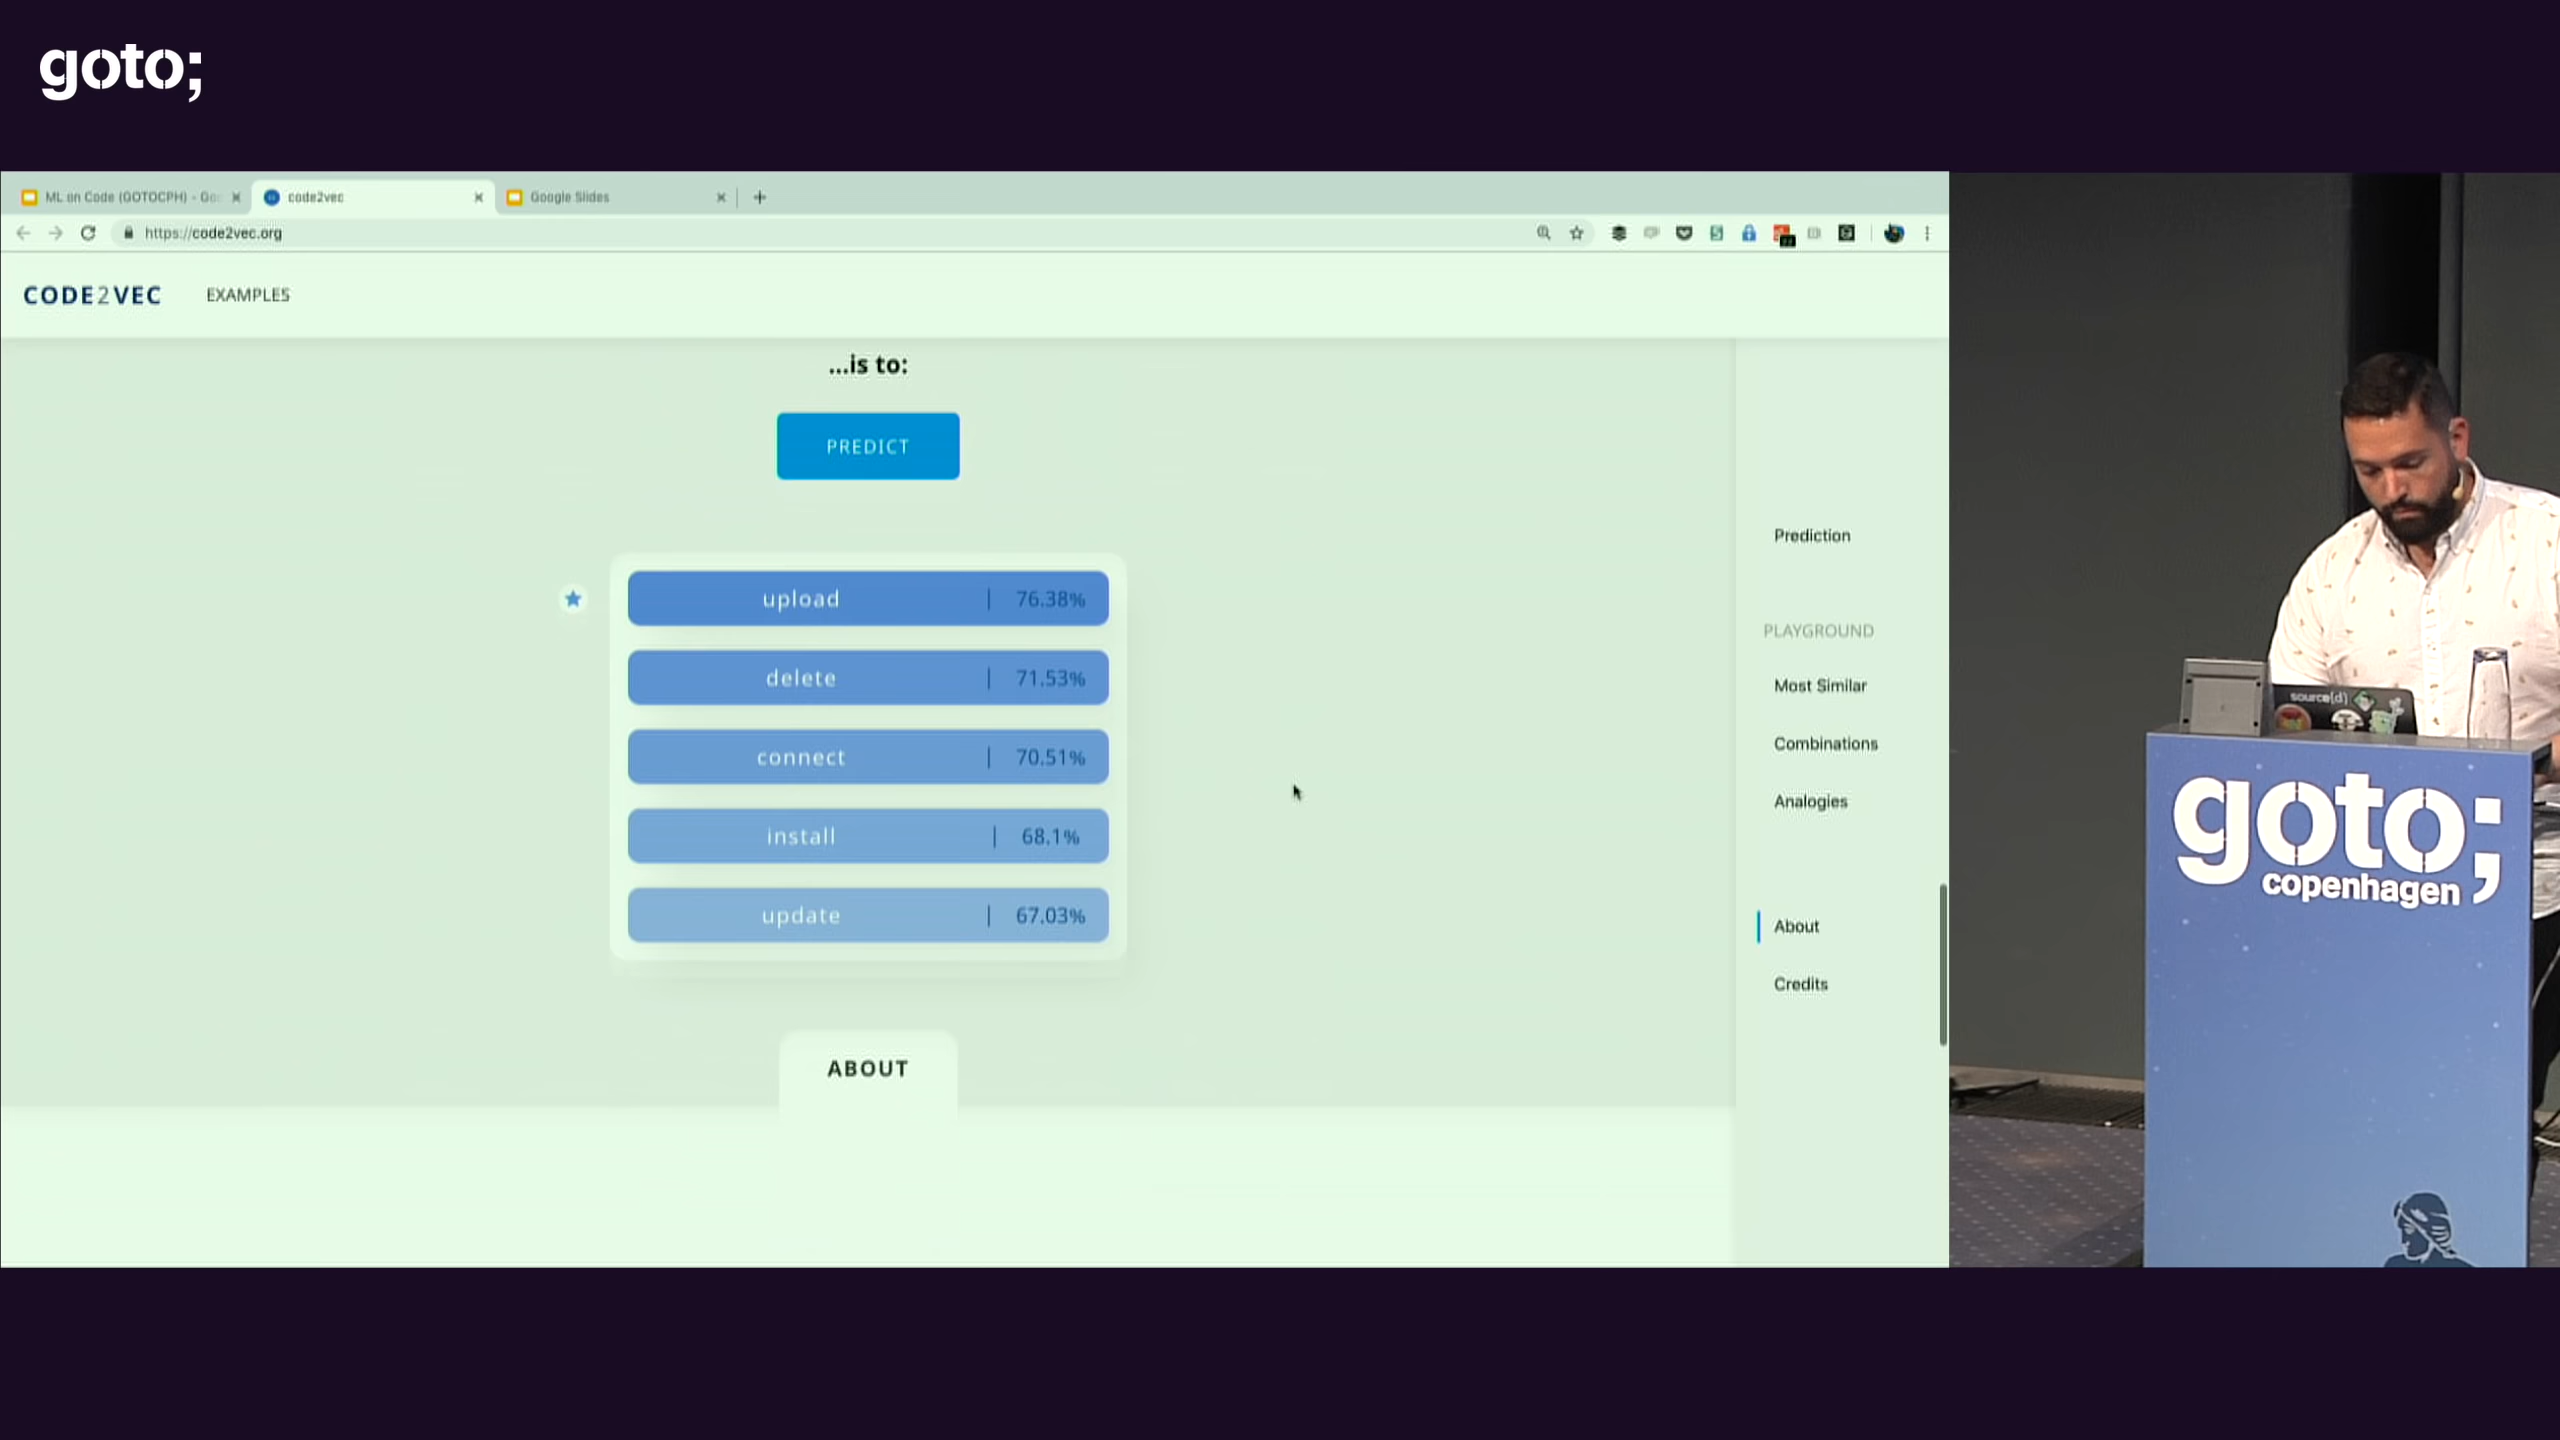 goto;
ML on Code (GOTOCPH) - Goo
code2vec
Google Slides
https://code2vec.org
CODE2VEC
EXAMPLES
...is to:
PREDICT
upload | 76.38%
delete | 71.53%
connect | 70.51%
install | 68.1%
update | 67.03%
ABOUT
Prediction
PLAYGROUND
Most Similar
Combinations
Analogies
About
Credits
source{d}
goto;
copenhagen